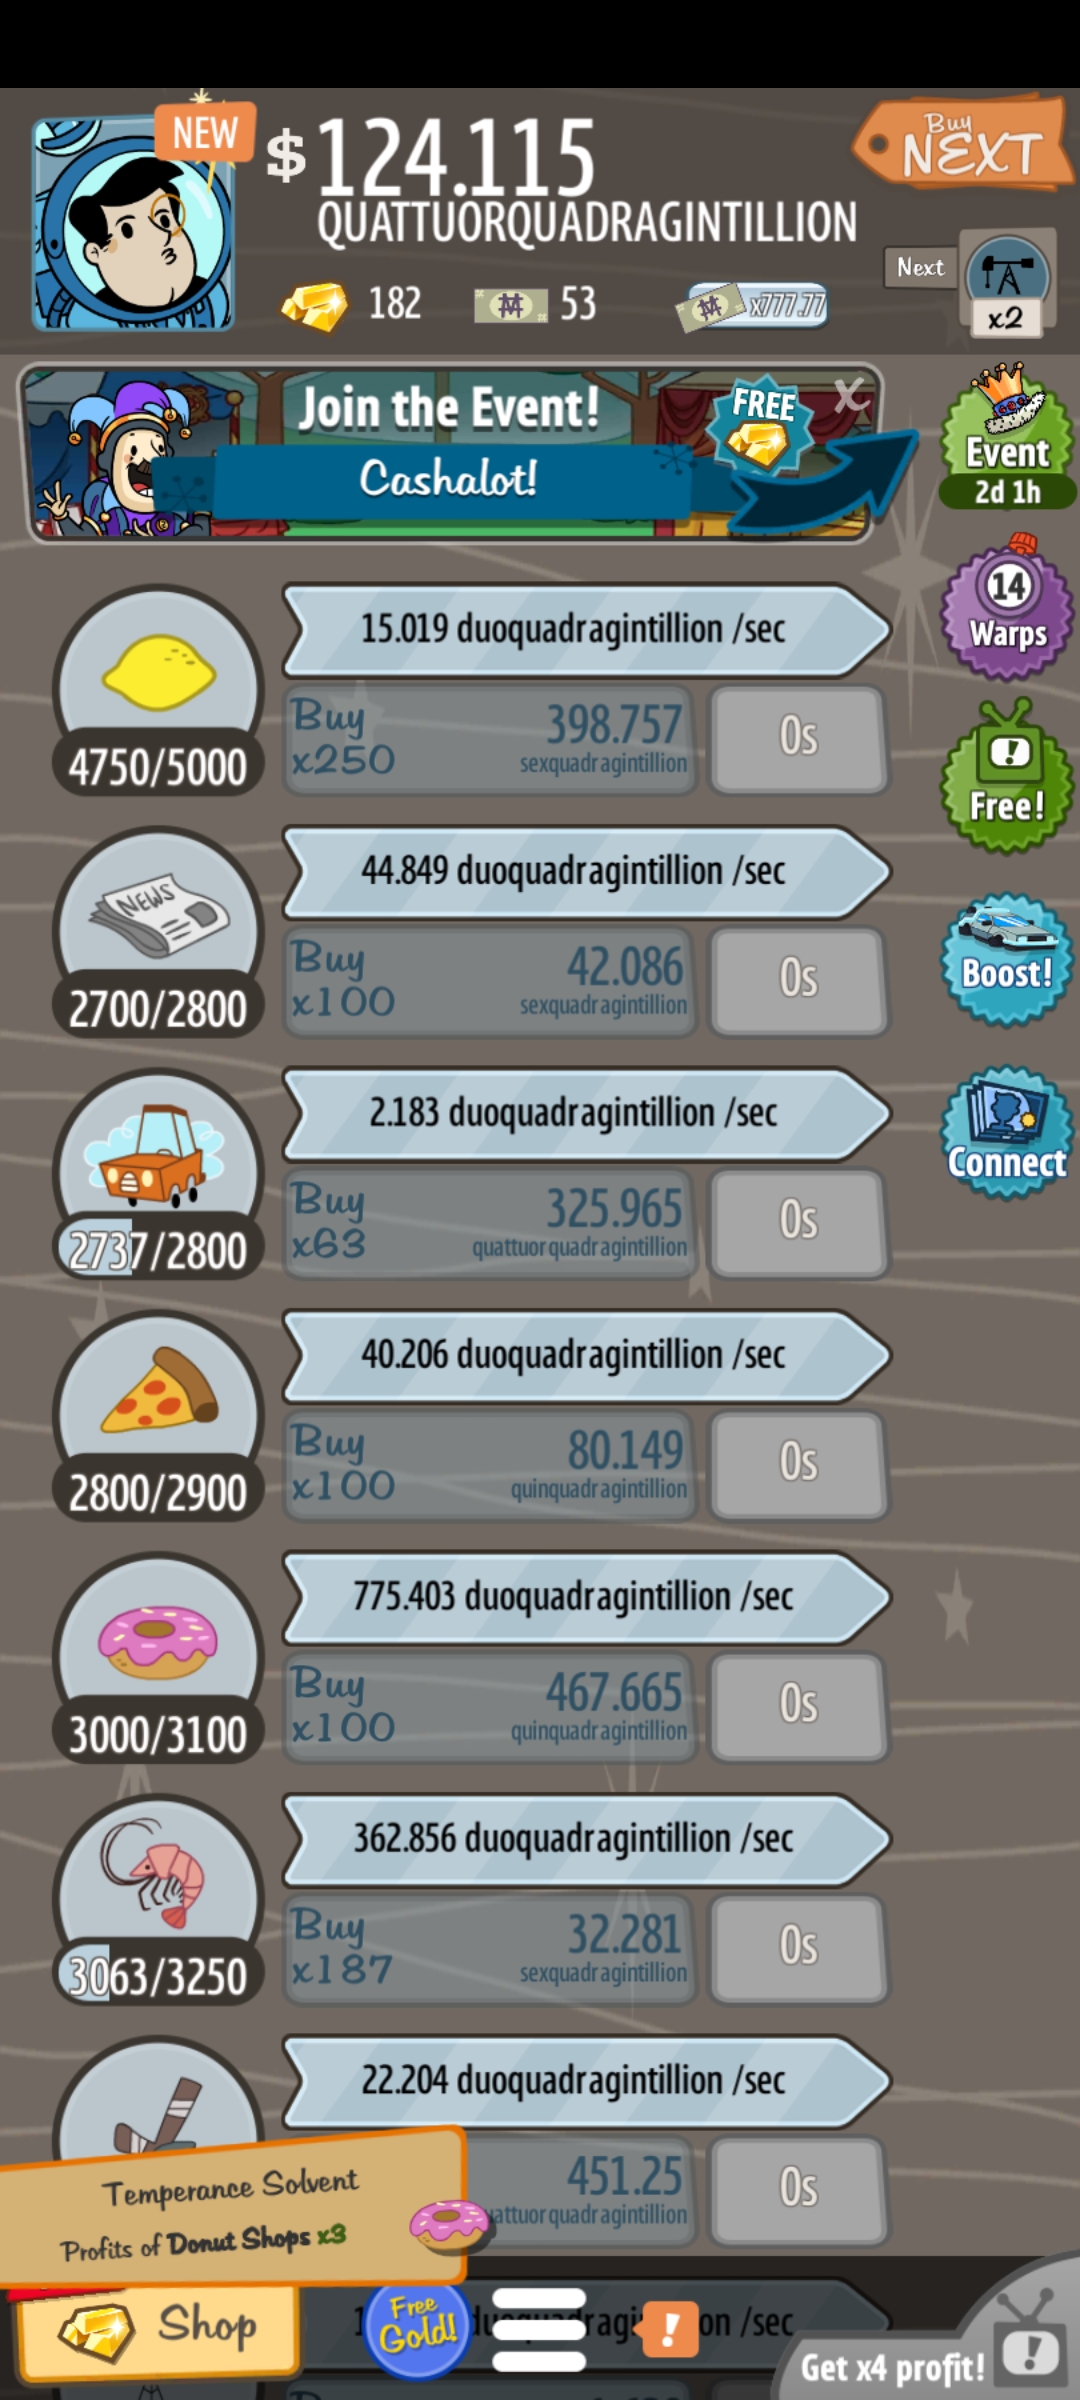 NEW
$124.115
QUATTUORQUADRAGINTILLION
Buy
NEXT
182
53
x777.77
Next
x2
Join the Event!
Cashalot!
FREE
X
Event
2d 1h
14
Warps
Free!
Boost!
Connect
15.019 duoquadragintillion /sec
4750/5000
Buy
x250
398.757
sexquadragintillion
0s
NEWS
44.849 duoquadragintillion /sec
2700/2800
Buy
x100
42.086
sexquadragintillion
0s
2.183 duoquadragintillion /sec
2737/2800
Buy
x63
325.965
quattuorquadragintillion
0s
40.206 duoquadragintillion /sec
2800/2900
Buy
x100
80.149
quinquadragintillion
0s
775.403 duoquadragintillion /sec
3000/3100
Buy
x100
467.665
quinquadragintillion
0s
362.856 duoquadragintillion /sec
3063/3250
Buy
x187
32.281
sexquadragintillion
0s
22.204 duoquadragintillion /sec
451.25
attuorquadragintillion
0s
Temperance Solvent
Profits of Donut Shops x3
Shop
Free
Gold!
!
on /sec
Get x4 profit!